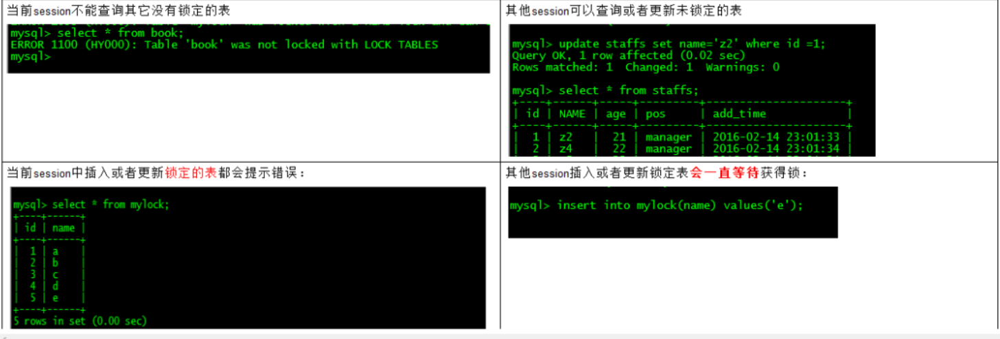 当前session不能查询其它没有锁定的表
mysql> select * from book;
ERROR 1100 (HY000): Table 'book' was not locked with LOCK TABLES
mysql>
其他session可以查询或者更新未锁定的表
mysql> update staffs set name='z2' where id =1;
Query OK, 1 row affected (0.02 sec)
Rows matched: 1  Changed: 1  Warnings: 0
mysql> select * from staffs;
+----+------+-----+---------+---------------------+
| id | NAME | age | pos     | add_time            |
+----+------+-----+---------+---------------------+
|  1 | z2   |  21 | manager | 2016-02-14 23:01:33 |
|  2 | z4   |  22 | manager | 2016-02-14 23:01:34 |
当前session中插入或者更新锁定的表都会提示错误：
mysql> select * from mylock;
+----+------+
| id | name |
+----+------+
|  1 | a    |
|  2 | b    |
|  3 | c    |
|  4 | d    |
|  5 | e    |
+----+------+
5 rows in set (0.00 sec)
其他session插入或者更新锁定表会一直等待获得锁：
mysql> insert into mylock(name) values('e');